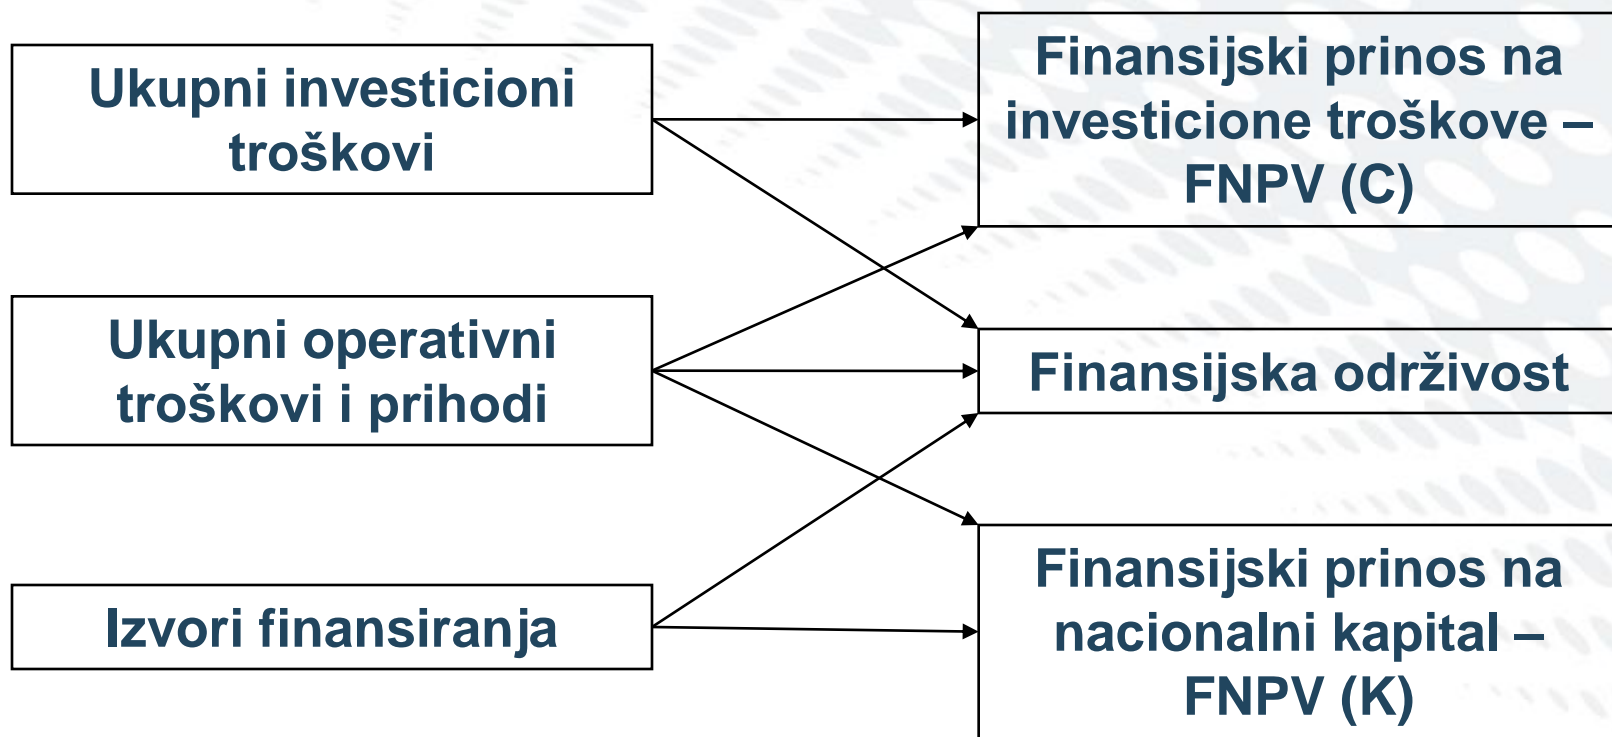 Ukupni investicioni
troškovi
Finansijski prinos na
investicione troškove –
FNPV (C)
Ukupni operativni
troškovi i prihodi
Finansijska održivost
Izvori finansiranja
Finansijski prinos na
nacionalni kapital –
FNPV (K)